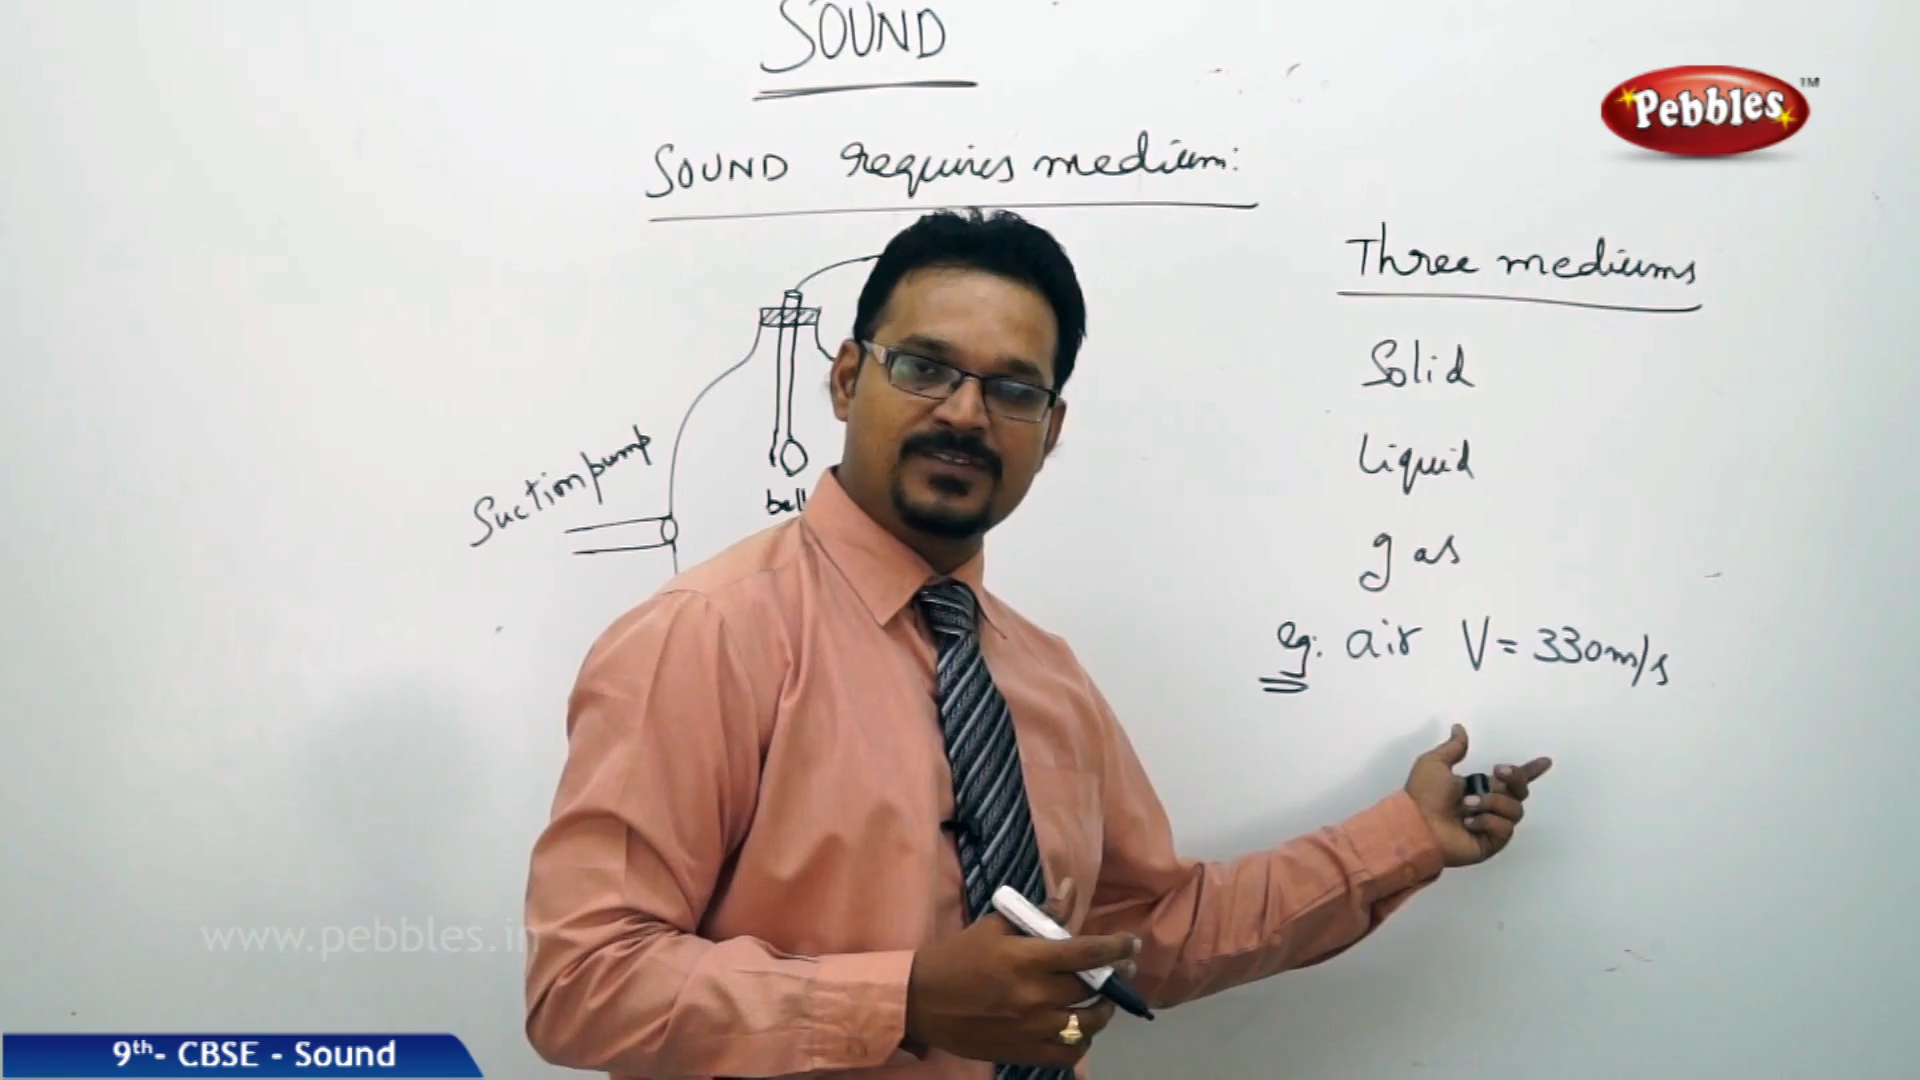 SOUND
Pebbles TM
SOUND requires medium:
Three mediums
Solid
Liquid
Suction pump
bell
gas
eg: air V = 330m/s
www.pebbles.in
9th- CBSE - Sound